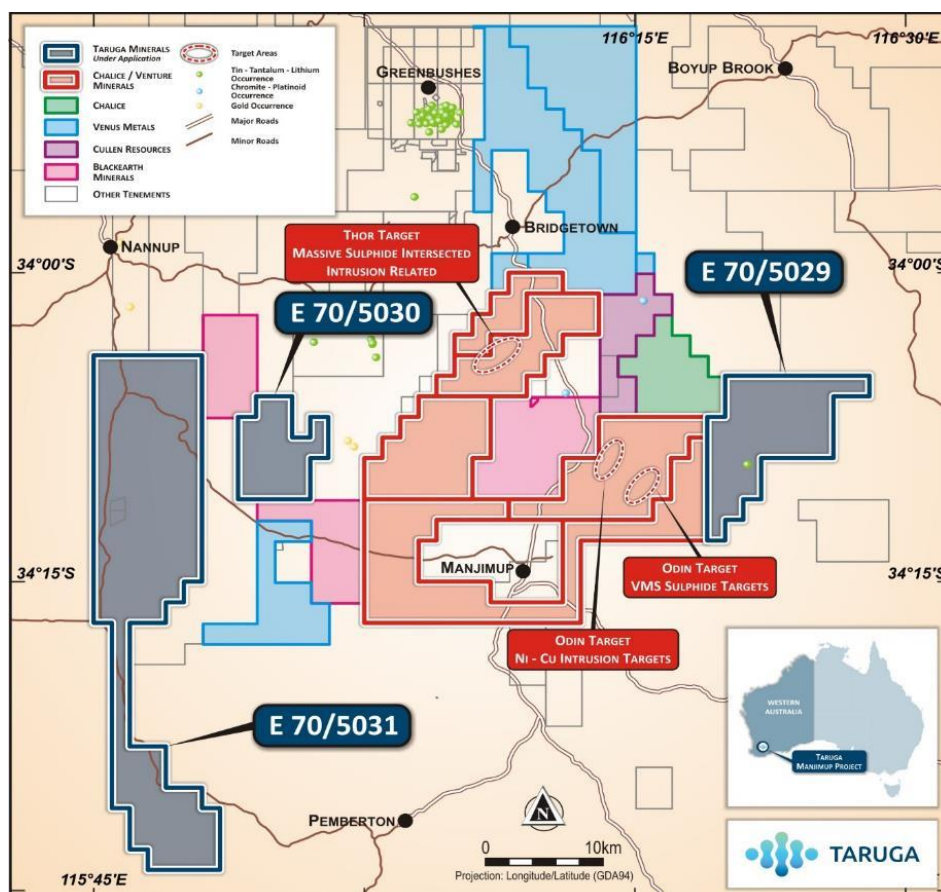 TARUGA MINERALS
Under Application
CHALICE / VENTURE
MINERALS
CHALICE
VENUS METALS
CULLEN RESOURCES
BLACKEARTH
MINERALS
OTHER TENEMENTS
Target Areas
Tin - Tantalum - Lithium
Occurrence
Chromite - Platinoid
Occurrence
Gold Occurrence
Major Roads
Minor Roads
116°15'E
116°30'E
GREENBUSHES
BOYUP BROOK
BRIDGETOWN
NANNUP
THOR TARGET
MASSIVE SULPHIDE INTERSECTED
INTRUSION RELATED
34°00'S
34°00'S
E 70/5029
E 70/5030
34°15'S
34°15'S
MANJIMUP
ODIN TARGET
VMS SULPHIDE TARGETS
ODIN TARGET
NI - CU INTRUSION TARGETS
E 70/5031
WESTERN
AUSTRALIA
TARUGA
MANJIMUP PROJECT
PEMBERTON
N
0 10km
Projection: Longitude/Latitude (GDA94)
TARUGA
115°45'E